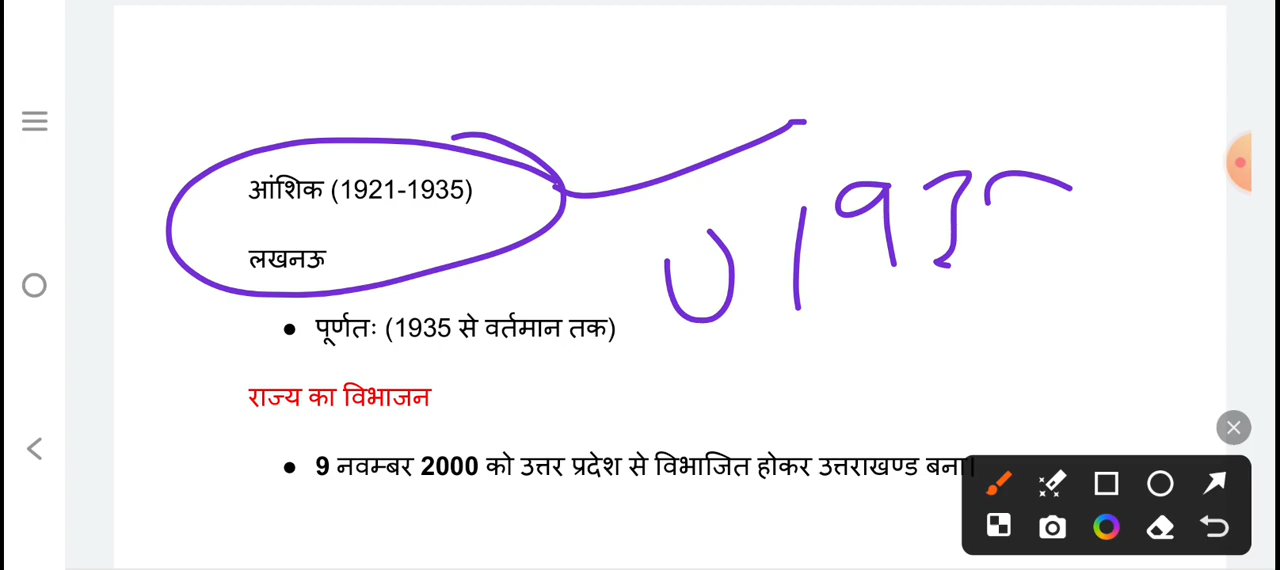 आंशिक (1921-1935)
लखनऊ
● पूर्णतः (1935 से वर्तमान तक)
राज्य का विभाजन
● 9 नवम्बर 2000 को उत्तर प्रदेश से विभाजित होकर उत्तराखण्ड बना।